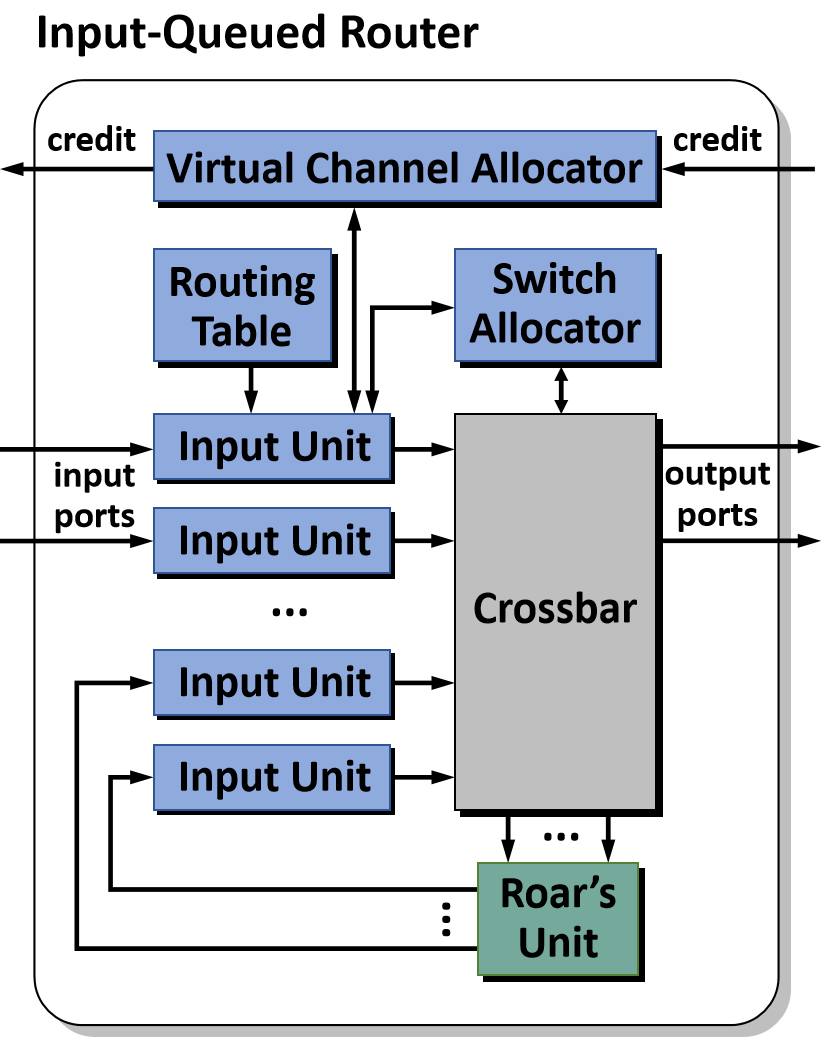 Input-Queued Router
credit
credit
Virtual Channel Allocator
Routing
Table
Switch
Allocator
Input Unit
input
ports
output
ports
Input Unit
...
Crossbar
Input Unit
Input Unit
...
Roar's
Unit
...